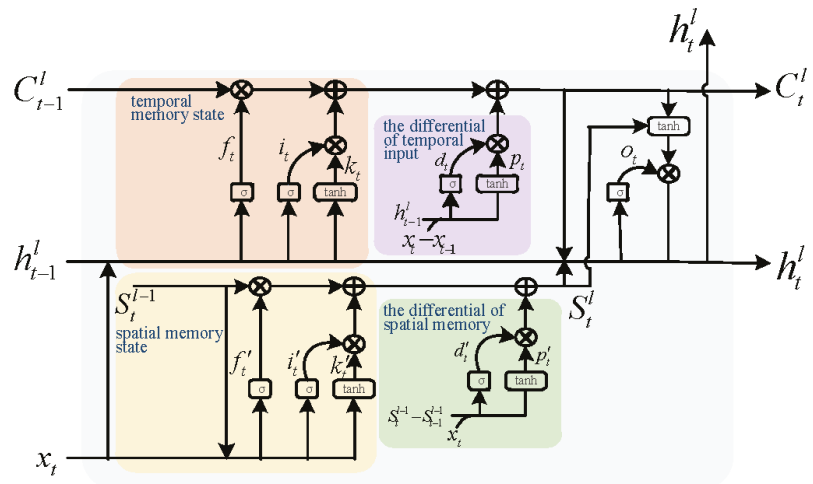 h_t^l
C_{t-1}^l
C_t^l
temporal
memory state
the differential
of temporal
input
tanh
f_t
i_t
k_t
d_t
p_t
o_t
σ
σ
tanh
σ
tanh
σ
h_{t-1}^l
x_t − x_{t-1}
h_{t-1}^l
h_t^l
S_t^{l-1}
S_t^l
spatial memory
state
the differential of
spatial memory
f_t'
i_t'
k_t'
d_t'
p_t'
σ
σ
tanh
σ
tanh
S_t^{l-1} − S_{t-1}^{l-1}
x_t
x_t